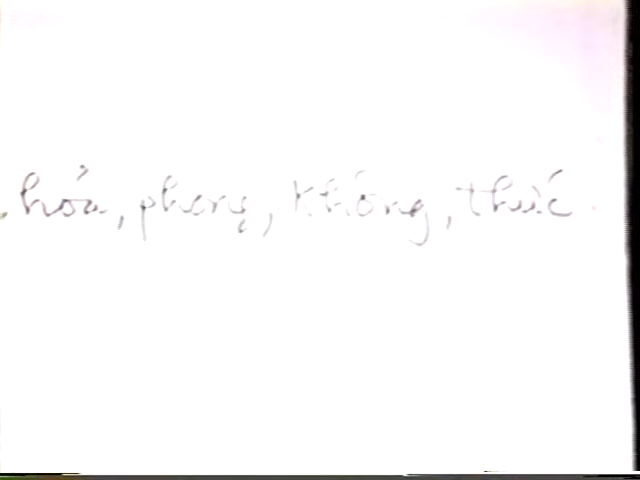 hỏa, phong, không, thức.